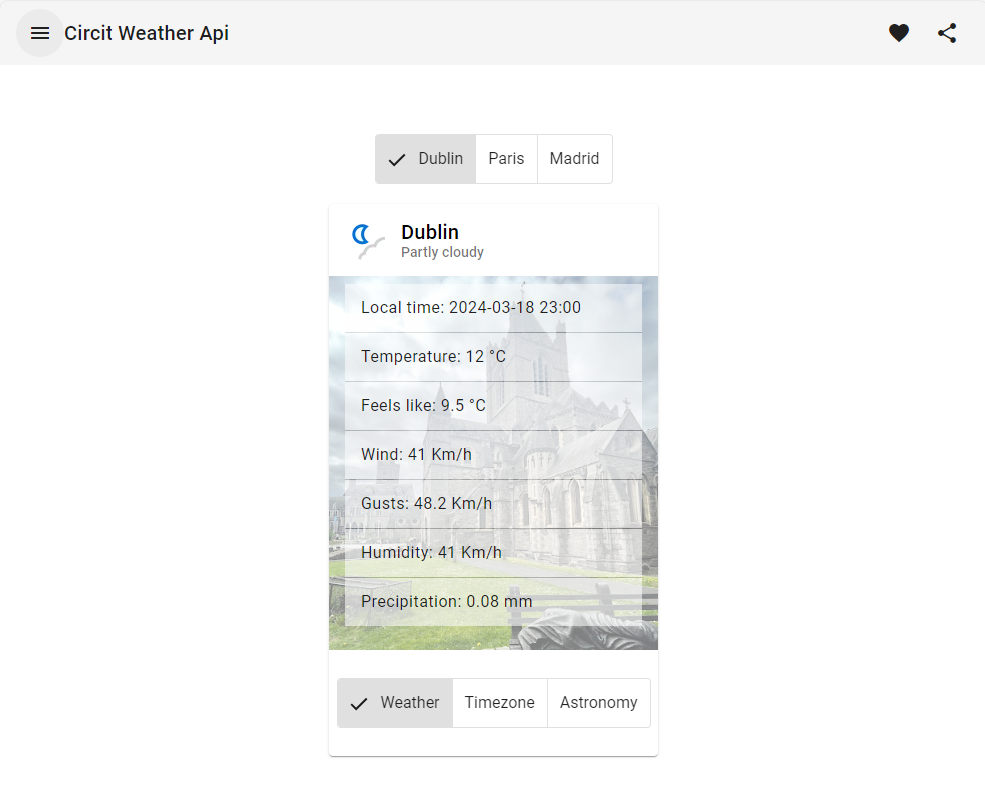 Circit Weather Api
Dublin Paris Madrid
Dublin
Partly cloudy
Local time: 2024-03-18 23:00
Temperature: 12 °C
Feels like: 9.5 °C
Wind: 41 Km/h
Gusts: 48.2 Km/h
Humidity: 41 Km/h
Precipitation: 0.08 mm
Weather Timezone Astronomy